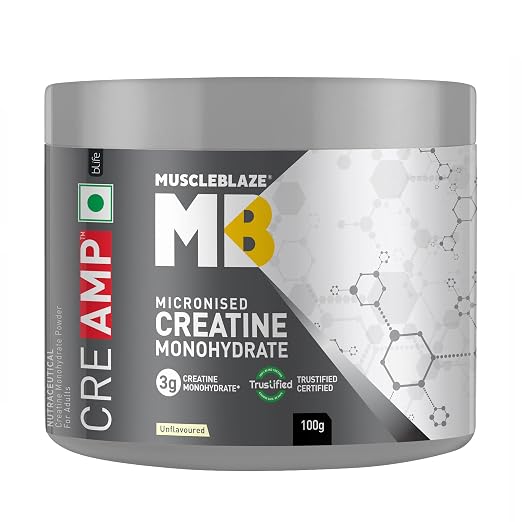 bLife
CRE AMP™
NUTRACEUTICAL
Creatine Monohydrate Powder
For Adults
MUSCLEBLAZE®
MB
MICRONISED
CREATINE
MONOHYDRATE
3g CREATINE
MONOHYDRATE*
Trustified
TRUSTIFIED
CERTIFIED
Unflavoured
100g